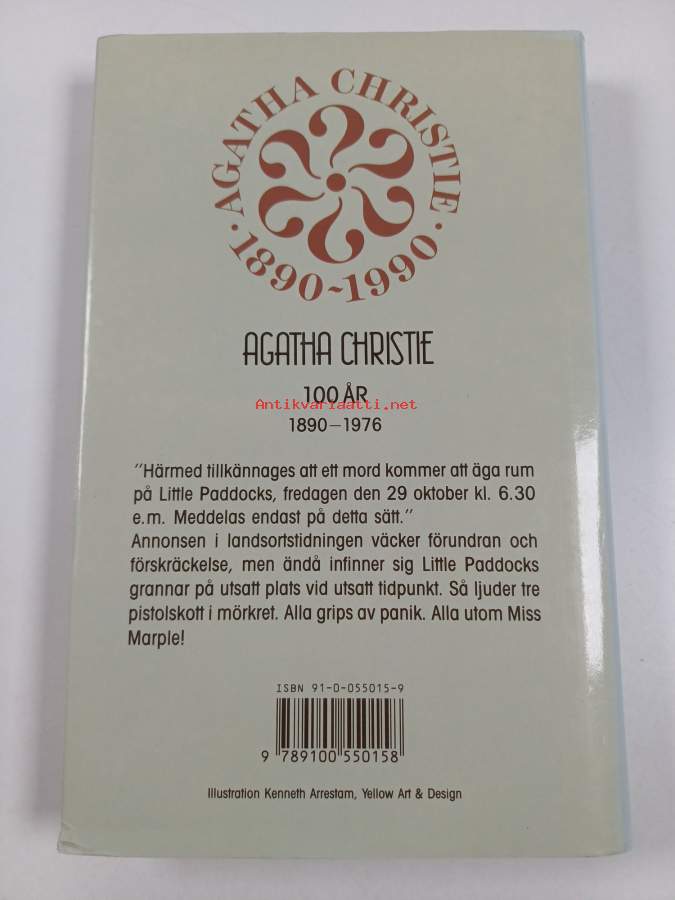 AGATHA CHRISTIE
· 1890~1990 ·
AGATHA CHRISTIE
100 ÅR
Antikvariaatti.net
1890–1976
"Härmed tillkännages att ett mord kommer att äga rum
på Little Paddocks, fredagen den 29 oktober kl. 6.30
e.m. Meddelas endast på detta sätt."
Annonsen i landsortstidningen väcker förundran och
förskräckelse, men ändå infinner sig Little Paddocks
grannar på utsatt plats vid utsatt tidpunkt. Så ljuder tre
pistolskott i mörkret. Alla grips av panik. Alla utom Miss
Marple!
ISBN 91-0-055015-9
9 789100 550158
Illustration Kenneth Arrestam, Yellow Art & Design